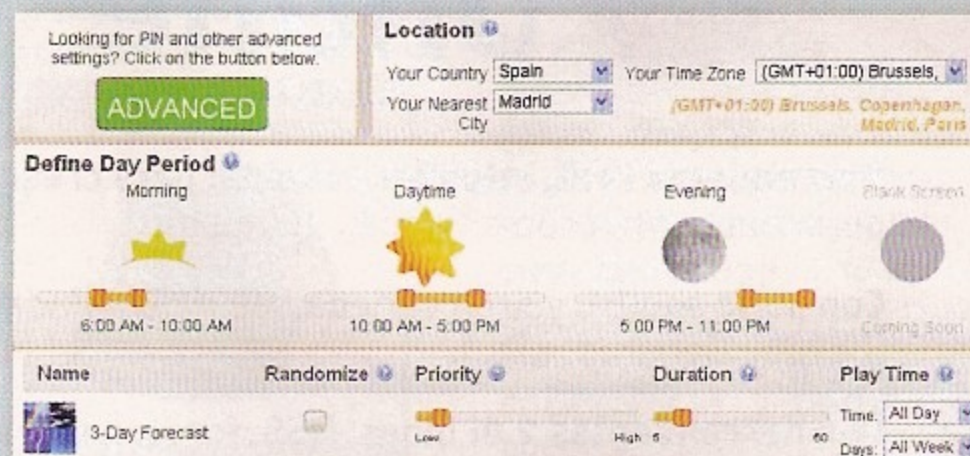 Looking for PIN and other advanced
settings? Click on the button below.
ADVANCED
Location
Your Country Spain
Your Time Zone (GMT+01:00) Brussels,
Your Nearest City Madrid
(GMT+01:00) Brussels, Copenhagen,
Madrid, Paris
Define Day Period
Morning Daytime Evening Blank Screen
6:00 AM - 10:00 AM 10:00 AM - 5:00 PM 5:00 PM - 11:00 PM Coming Soon
Name Randomize Priority Duration Play Time
3-Day Forecast
Low High 5 60
Time: All Day
Days: All Week